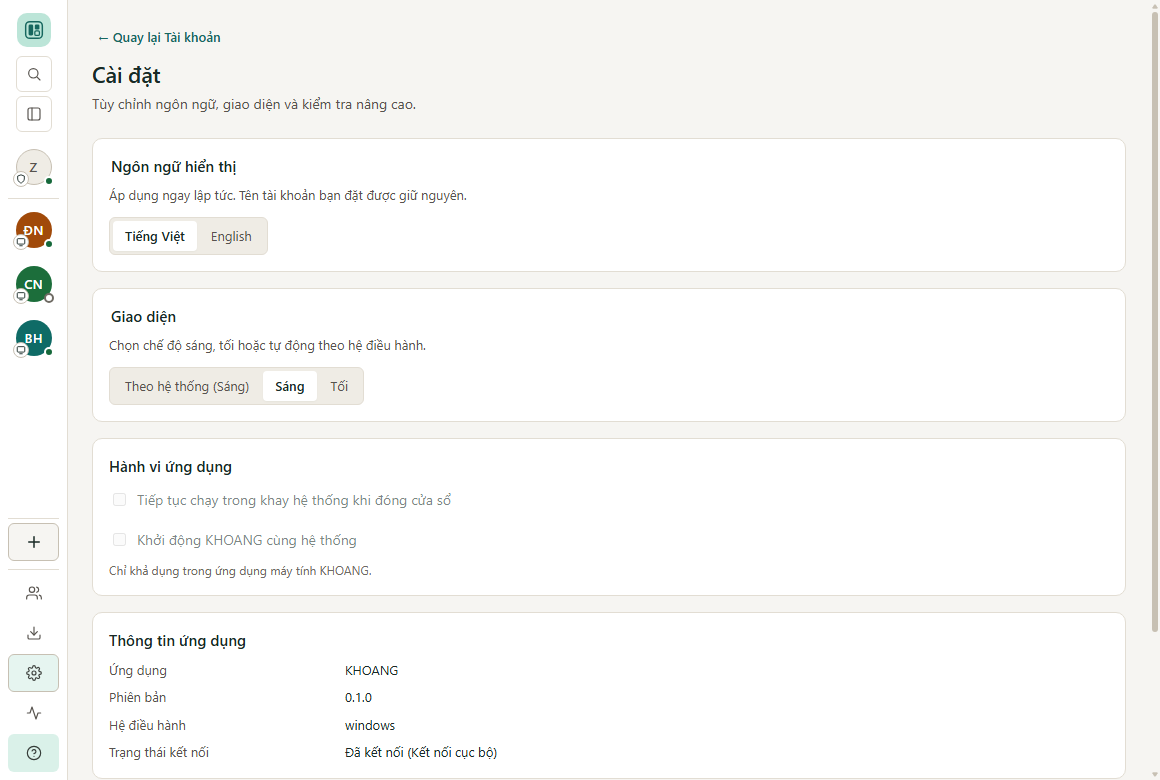 ← Quay lại Tài khoản
Cài đặt
Tùy chỉnh ngôn ngữ, giao diện và kiểm tra nâng cao.
Z
ĐN
CN
BH
Ngôn ngữ hiển thị
Áp dụng ngay lập tức. Tên tài khoản bạn đặt được giữ nguyên.
Tiếng Việt English
Giao diện
Chọn chế độ sáng, tối hoặc tự động theo hệ điều hành.
Theo hệ thống (Sáng) Sáng Tối
Hành vi ứng dụng
Tiếp tục chạy trong khay hệ thống khi đóng cửa sổ
Khởi động KHOANG cùng hệ thống
Chỉ khả dụng trong ứng dụng máy tính KHOANG.
Thông tin ứng dụng
Ứng dụng KHOANG
Phiên bản 0.1.0
Hệ điều hành windows
Trạng thái kết nối Đã kết nối (Kết nối cục bộ)